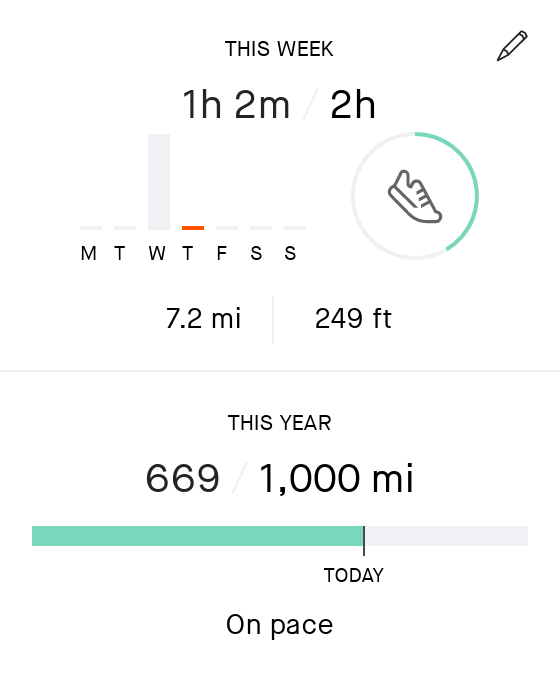 THIS WEEK
1h 2m / 2h
M T W T F S S
7.2 mi 249 ft
THIS YEAR
669 / 1,000 mi
TODAY
On pace